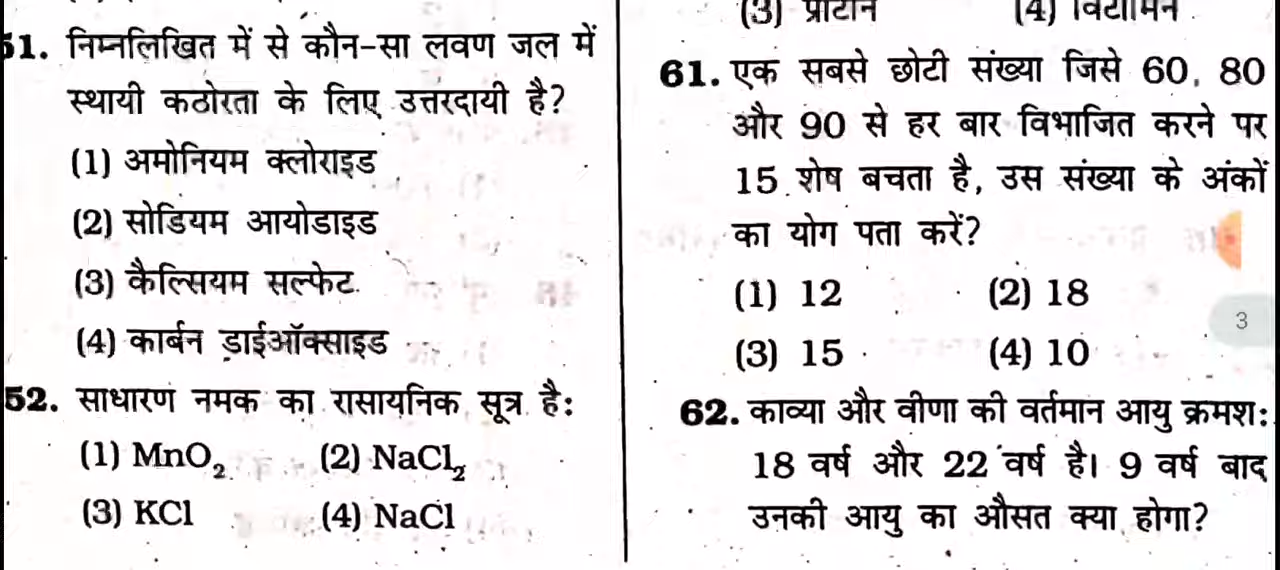 51. निम्नलिखित में से कौन-सा लवण जल में
स्थायी कठोरता के लिए उत्तरदायी है?
(1) अमोनियम क्लोराइड
(2) सोडियम आयोडाइड
(3) कैल्सियम सल्फेट
(4) कार्बन डाईऑक्साइड
52. साधारण नमक का रासायनिक सूत्र है:
(1) MnO₂ (2) NaCl₂
(3) KCl (4) NaCl
(3) प्रोटीन (4) विटामिन
61. एक सबसे छोटी संख्या जिसे 60, 80
और 90 से हर बार विभाजित करने पर
15 शेष बचता है, उस संख्या के अंकों
का योग पता करें?
(1) 12 (2) 18
(3) 15 (4) 10
62. काव्या और वीणा की वर्तमान आयु क्रमश:
18 वर्ष और 22 वर्ष है। 9 वर्ष बाद
उनकी आयु का औसत क्या होगा?
3